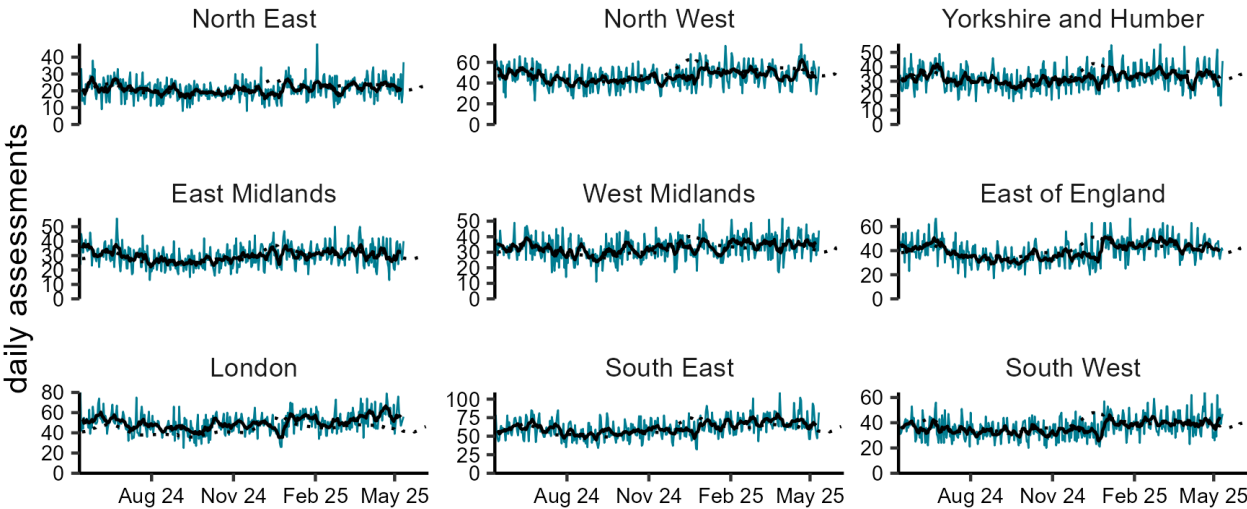 North East North West Yorkshire and Humber
40 30 20 10 0
60 40 20 0
50 40 30 20 10 0
daily assessments
East Midlands West Midlands East of England
50 40 30 20 10 0
50 40 30 20 10 0
60 40 20 0
London South East South West
80 60 40 20 0
100 75 50 25 0
60 40 20 0
Aug 24 Nov 24 Feb 25 May 25 Aug 24 Nov 24 Feb 25 May 25 Aug 24 Nov 24 Feb 25 May 25